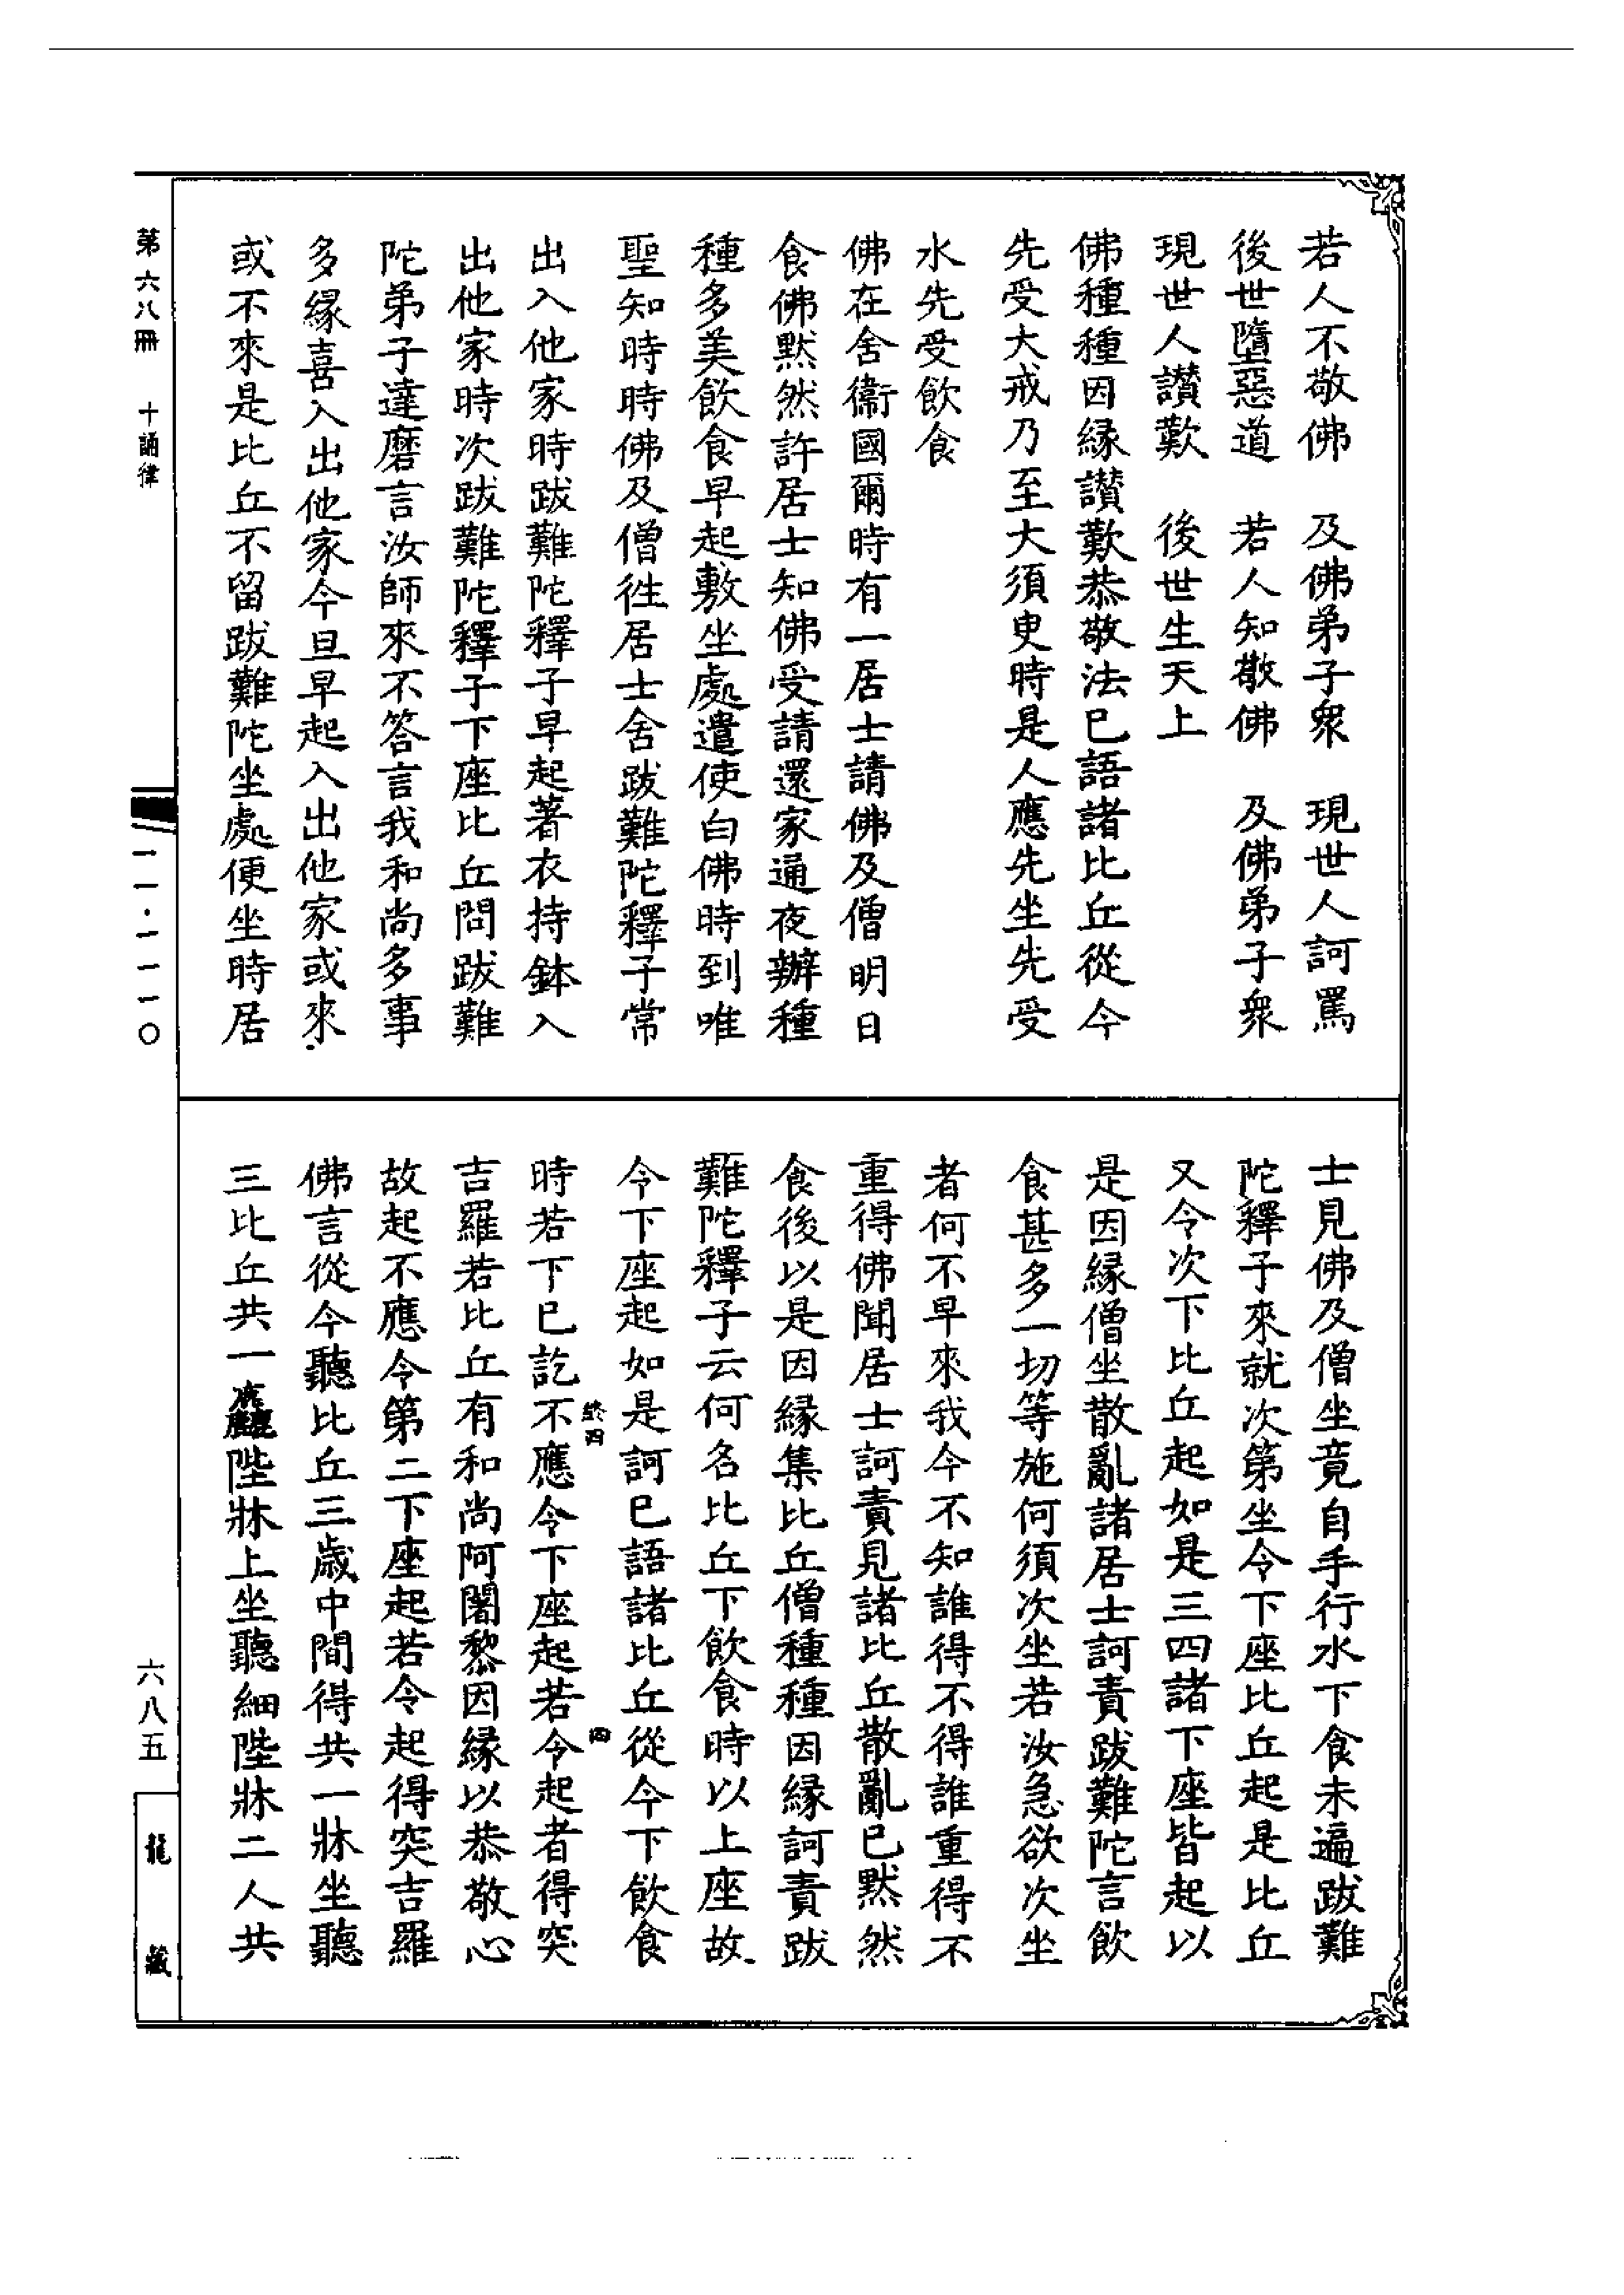 若人不敬佛　及佛弟子衆　現世人訶罵
後世墮惡道　若人知敬佛　及佛弟子衆
現世人讃歎　後世生天上
佛種種因縁讃歎恭敬法已語諸比丘從今
先受大戒乃至大須臾時是人應先坐先受
水先受飲食
佛在舍衞國爾時有一居士請佛及僧明日
食佛黙然許居士知佛受請還家通夜辦種
種多美飲食早起敷坐處遣使白佛時到唯
聖知時時佛及僧徃居士舍跋難陀釋子常
出入他家時跋難陀釋子早起著衣持鉢入
出他家時次跋難陀釋子下座比丘問跋難
陀弟子達磨言汝師來不答言我和尚多事
多縁喜入出他家今旦早起入出他家或來
或不來是比丘不留跋難陀坐處便坐時居
士見佛及僧坐竟自手行水下食未遍跋難
陀釋子來就次第坐令下座比丘起是比丘
又令次下比丘起如是三四諸下座皆起以
是因縁僧坐散亂諸居士訶責跋難陀言飲
食甚多一切等施何須次坐若汝急欲次坐
者何不早來我今不知誰得不得誰重得不
重得佛聞居士訶責見諸比丘散亂已黙然
食後以是因縁集比丘僧種種因縁訶責跋
難陀釋子云何名比丘下飲食時以上座故
令下座起如是訶已語諸比丘從今下飲食
時若下已訖不應令下座起若令起者得突
吉羅若比丘有和尚阿闍黎因縁以恭敬心
故起不應令第二下座起若令起得突吉羅
佛言從今聽比丘三歲中間得共一牀坐聽
三比丘共一麤陛牀上坐聽細陛牀二人共
第六八冊　十誦律
一一·一一一〇
六八五
龍藏